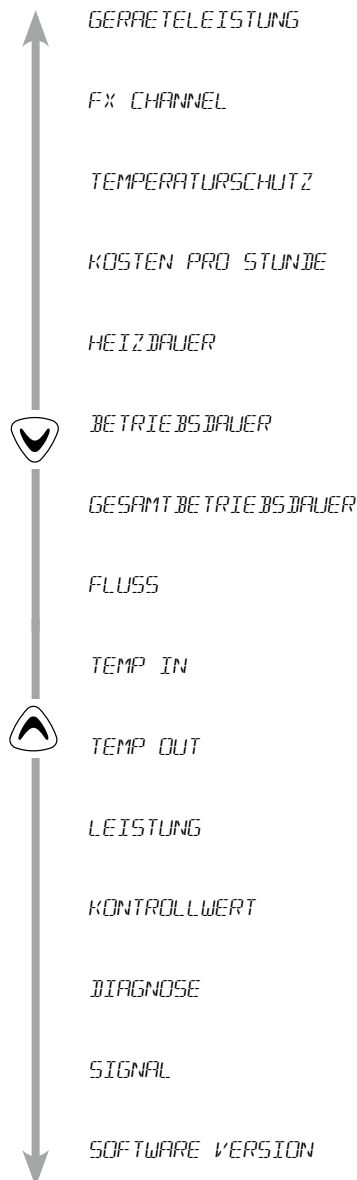 GERAETELEISTUNG
FX CHANNEL
TEMPERATURSCHUTZ
KOSTEN PRO STUNDE
HEIZDAUER
BETRIEBSDAUER
GESAMTBETRIEBSDAUER
FLUSS
TEMP IN
TEMP OUT
LEISTUNG
KONTROLLWERT
DIAGNOSE
SIGNAL
SOFTWARE VERSION